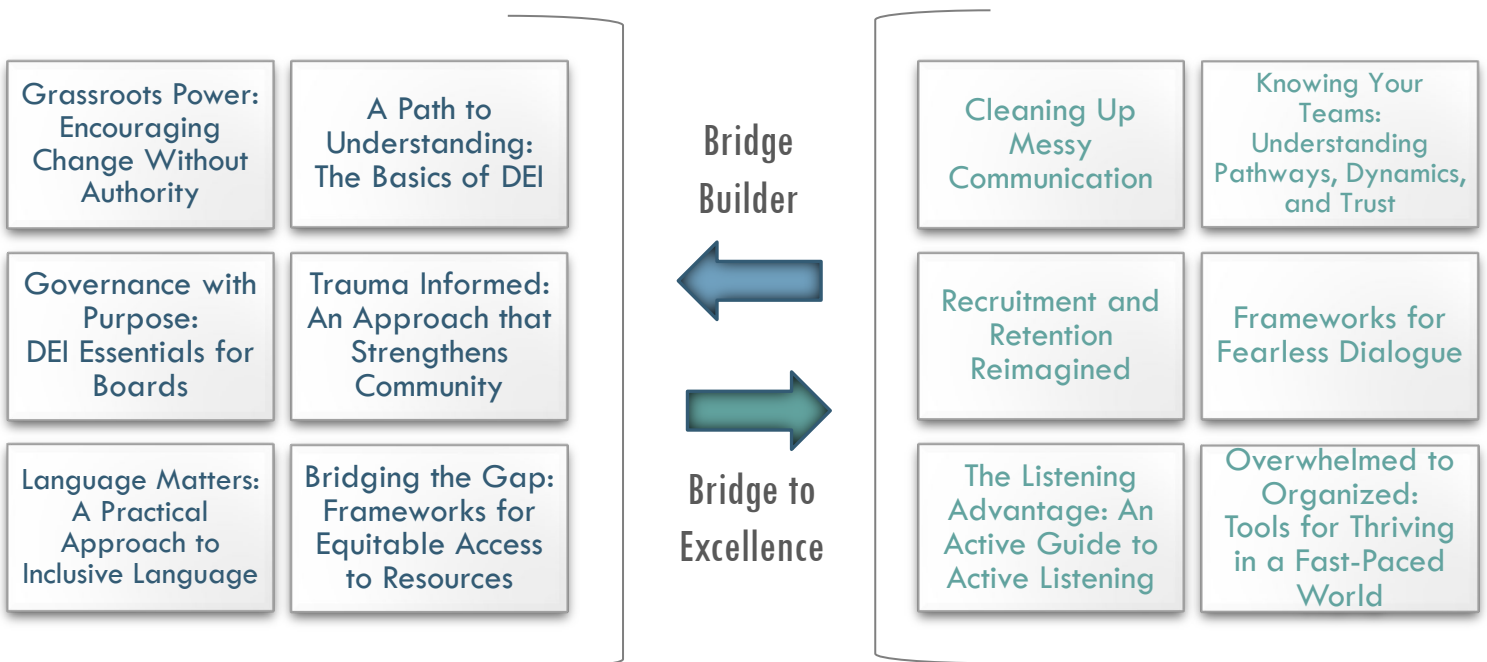 Grassroots Power:
Encouraging
Change Without
Authority
A Path to
Understanding:
The Basics of DEI
Governance with
Purpose:
DEI Essentials for
Boards
Trauma Informed:
An Approach that
Strengthens
Community
Language Matters:
A Practical
Approach to
Inclusive Language
Bridging the Gap:
Frameworks for
Equitable Access
to Resources
Bridge
Builder
Bridge to
Excellence
Cleaning Up
Messy
Communication
Knowing Your
Teams:
Understanding
Pathways, Dynamics,
and Trust
Recruitment and
Retention
Reimagined
Frameworks for
Fearless Dialogue
The Listening
Advantage: An
Active Guide to
Active Listening
Overwhelmed to
Organized:
Tools for Thriving
in a Fast-Paced
World